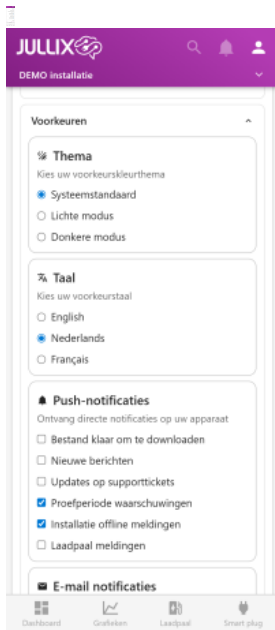 JULLIX
DEMO installatie
Voorkeuren
Thema
Kies uw voorkeurskleurthema
Systeemstandaard
Lichte modus
Donkere modus
Taal
Kies uw voorkeurstaal
English
Nederlands
Français
Push-notificaties
Ontvang directe notificaties op uw apparaat
Bestand klaar om te downloaden
Nieuwe berichten
Updates op supporttickets
Proefperiode waarschuwingen
Installatie offline meldingen
Laadpaal meldingen
E-mail notificaties
Dashboard Grafieken Laadpaal Smart plug